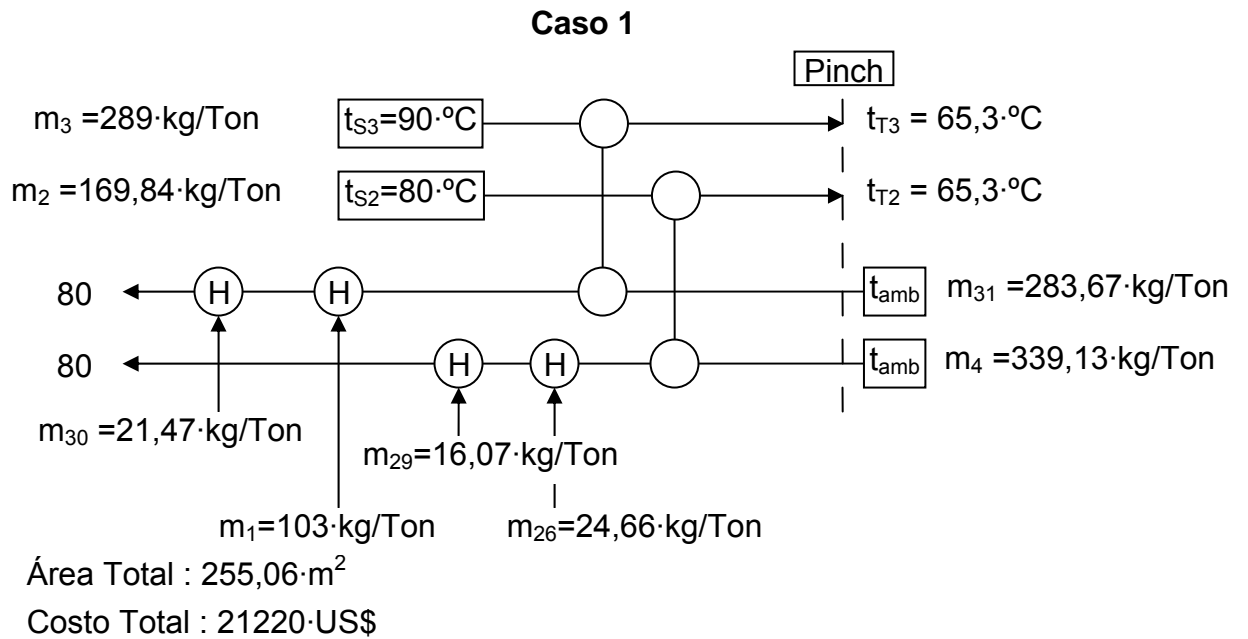 Caso 1
Pinch
m₃ =289·kg/Ton tS3=90·ºC tT3 = 65,3·ºC
m₂ =169,84·kg/Ton tS2=80·ºC tT2 = 65,3·ºC
80 H H tamb m₃₁ =283,67·kg/Ton
80 H H tamb m₄ =339,13·kg/Ton
m₃₀ =21,47·kg/Ton
m₂₉=16,07·kg/Ton
m₁=103·kg/Ton m₂₆=24,66·kg/Ton
Área Total : 255,06·m²
Costo Total : 21220·US$